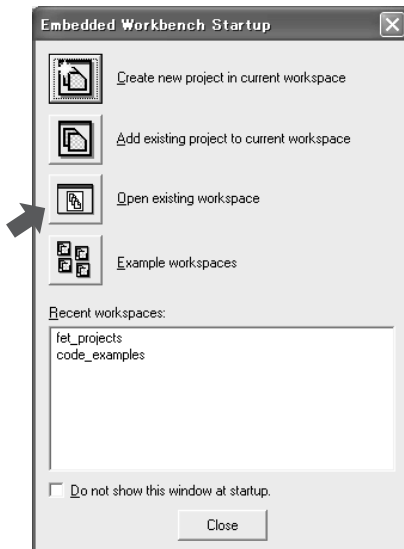 Embedded Workbench Startup
Create new project in current workspace
Add existing project to current workspace
Open existing workspace
Example workspaces
Recent workspaces:
fet_projects
code_examples
Do not show this window at startup.
Close